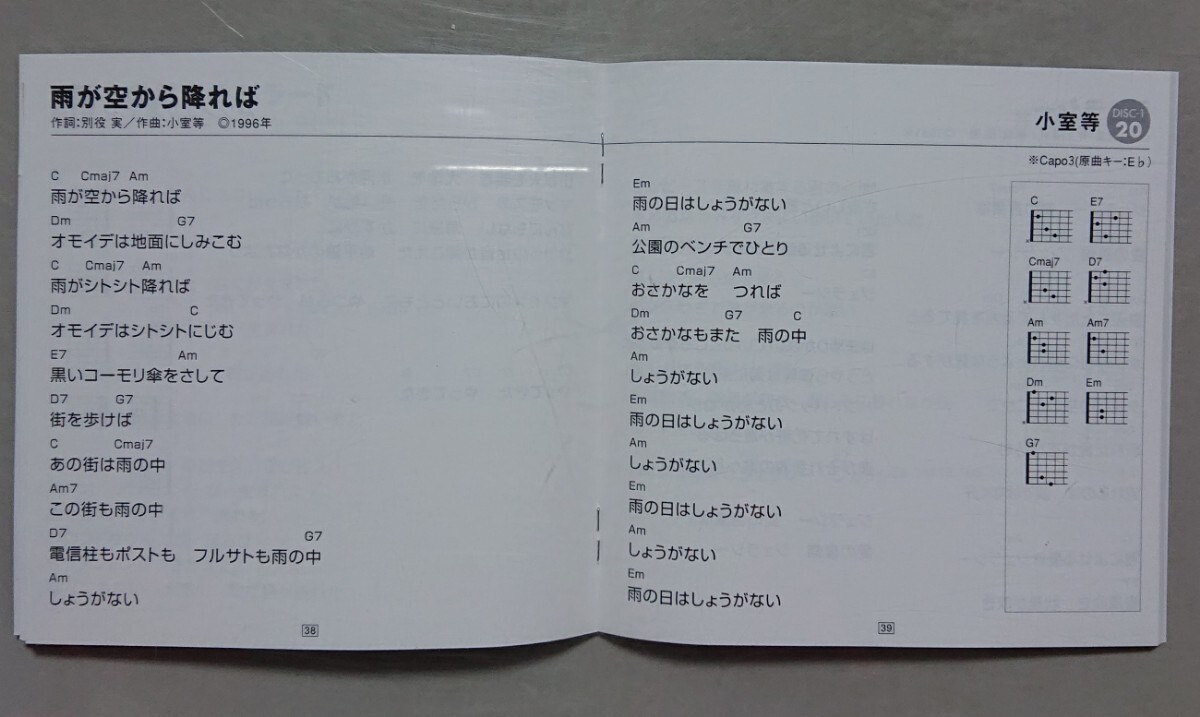 雨が空から降れば
作詞:別役 実／作曲:小室等　©1996年
C Cmaj7 Am
雨が空から降れば
Dm G7
オモイデは地面にしみこむ
C Cmaj7 Am
雨がシトシト降れば
Dm C
オモイデはシトシトにじむ
E7 Am
黒いコーモリ傘をさして
D7 G7
街を歩けば
C Cmaj7
あの街は雨の中
Am7
この街も雨の中
D7 G7
電信柱もポストも　フルサトも雨の中
Am
しょうがない
38
小室等
DISC-1
20
※Capo3(原曲キー:E♭)
Em
雨の日はしょうがない
Am G7
公園のベンチでひとり
C Cmaj7 Am
おさかなを　つれば
Dm G7 C
おさかなもまた　雨の中
Am
しょうがない
Em
雨の日はしょうがない
Am
しょうがない
Em
雨の日はしょうがない
Am
しょうがない
Em
雨の日はしょうがない
C E7
Cmaj7 D7
Am Am7
Dm Em
G7
39